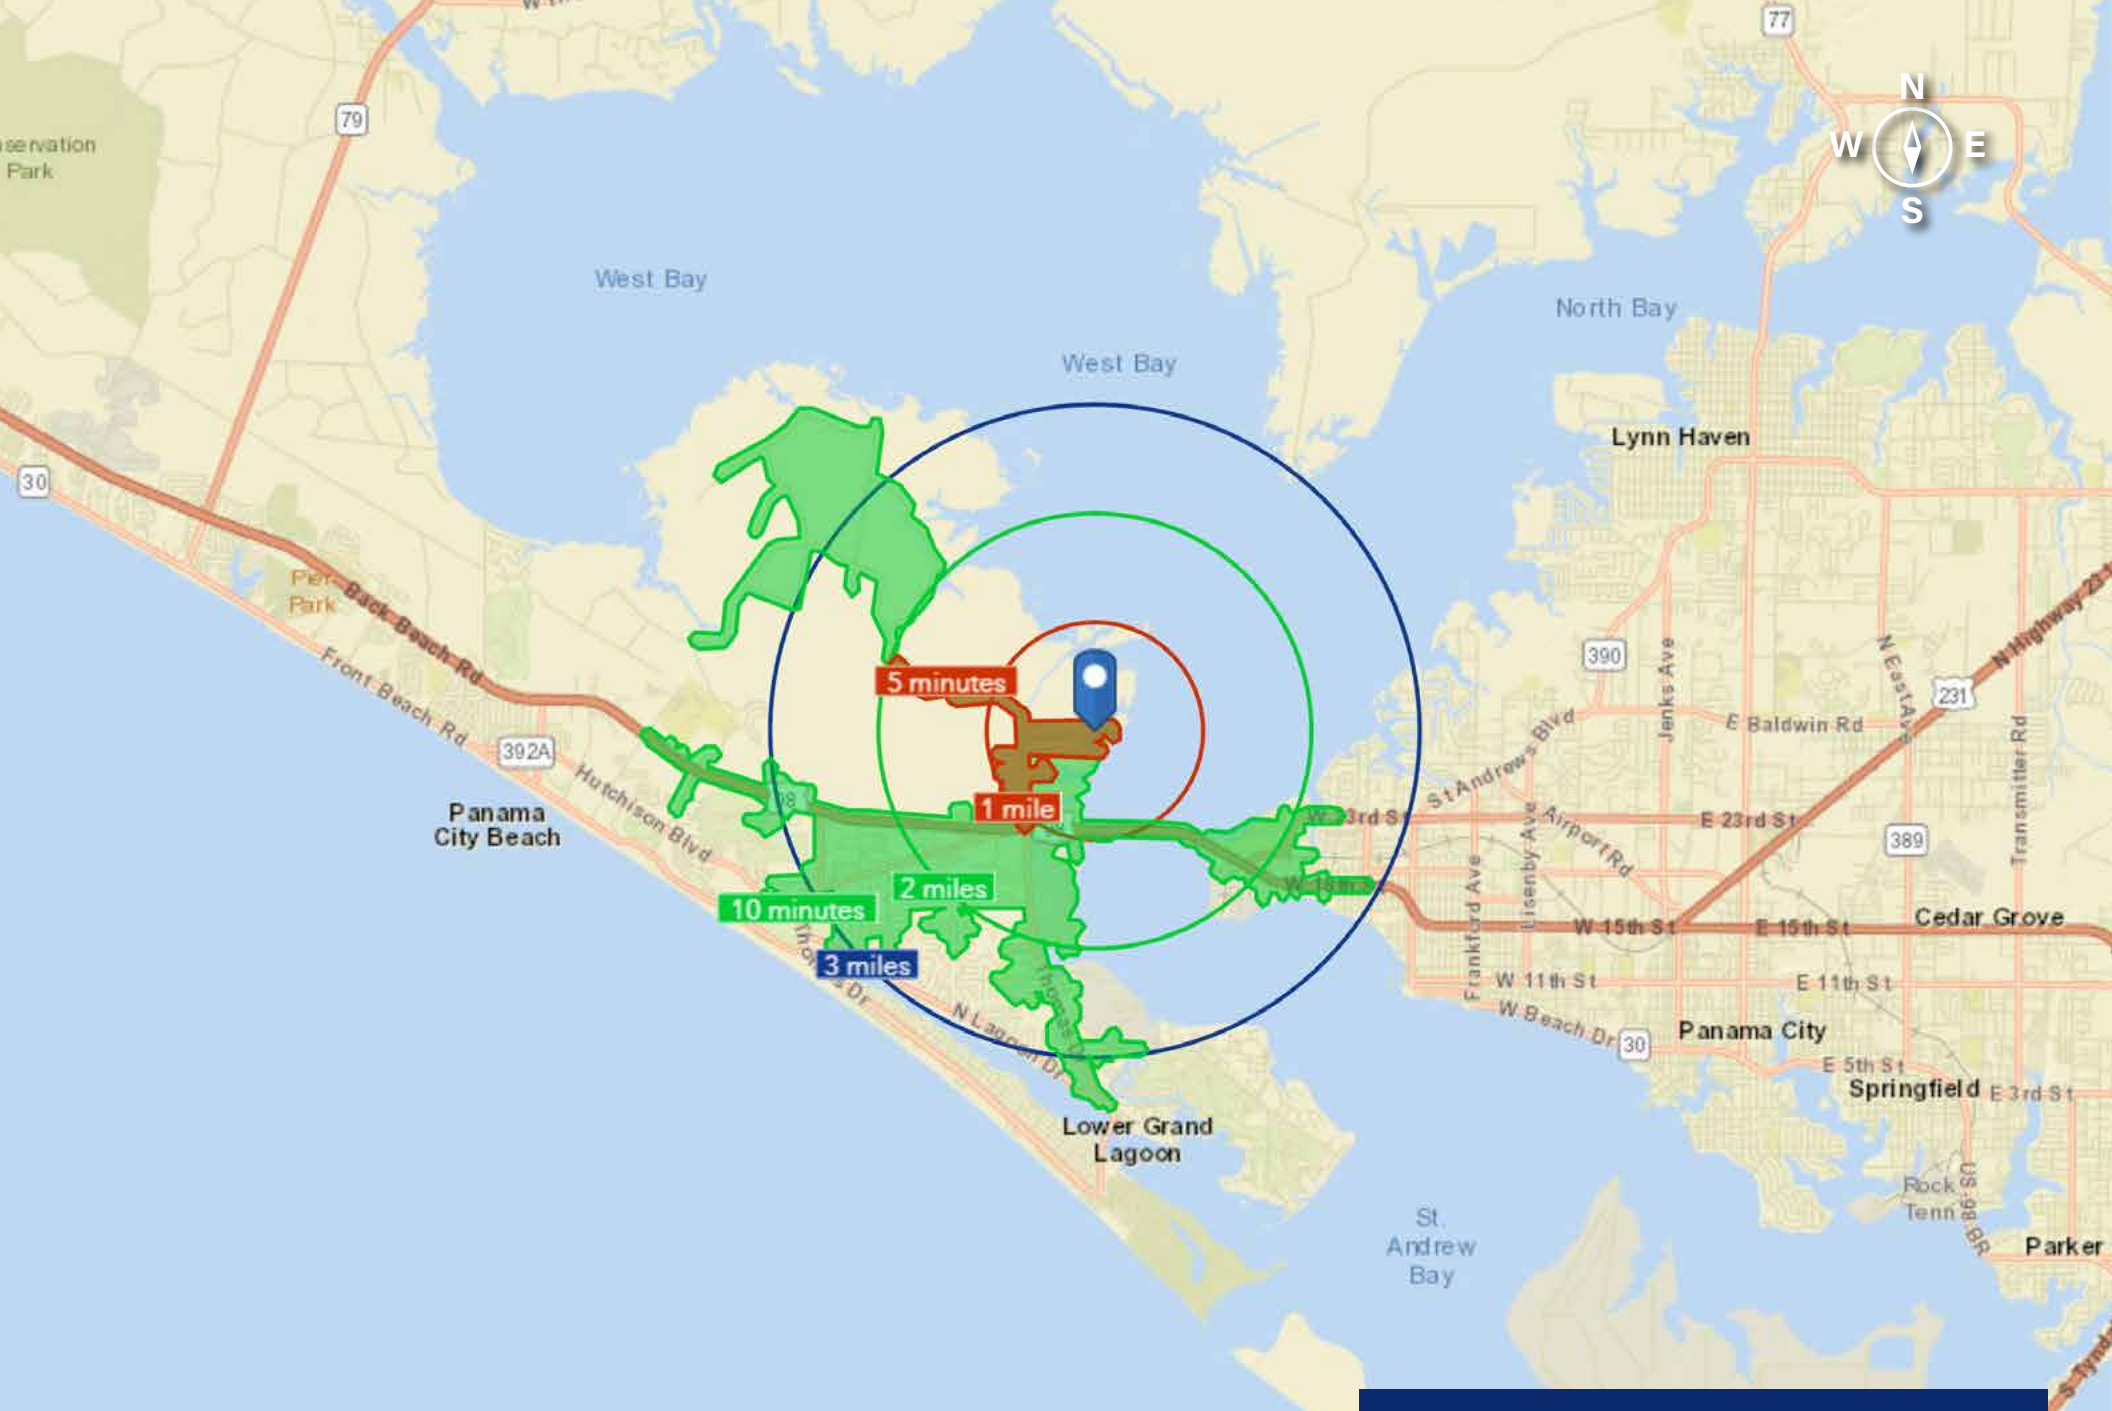 77
N
W E
S
79
servation
Park
West Bay
North Bay
West Bay
Lynn Haven
30
Pier
Park
Back Beach Rd
Front Beach Rd
390
Jenks Ave
N East Ave
N Highway 231
231
5 minutes
E Baldwin Rd
Transmitter Rd
392A
Hutchison Blvd
St Andrews Blvd
Panama
City Beach
98
1 mile
W 23rd St
Airport Rd
E 23rd St
389
Lisenby Ave
Frankford Ave
2 miles
10 minutes
W 15th St
E 15th St
Cedar Grove
3 miles
Thomas Dr
Thomas Dr
N Lagoon Dr
W 11th St
E 11th St
W Beach Dr
30
Panama City
E 5th St
Springfield
E 3rd St
Lower Grand
Lagoon
US 98 BR
Rock
Tenn
St.
Andrew
Bay
Parker